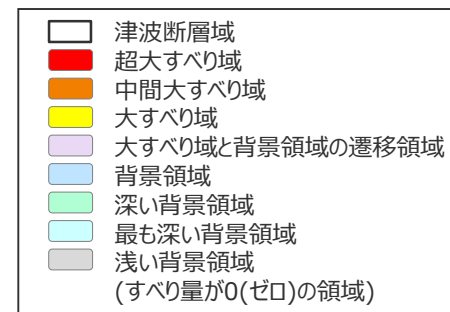 津波断層域
超大すべり域
中間大すべり域
大すべり域
大すべり域と背景領域の遷移領域
背景領域
深い背景領域
最も深い背景領域
浅い背景領域
(すべり量が0(ゼロ)の領域)